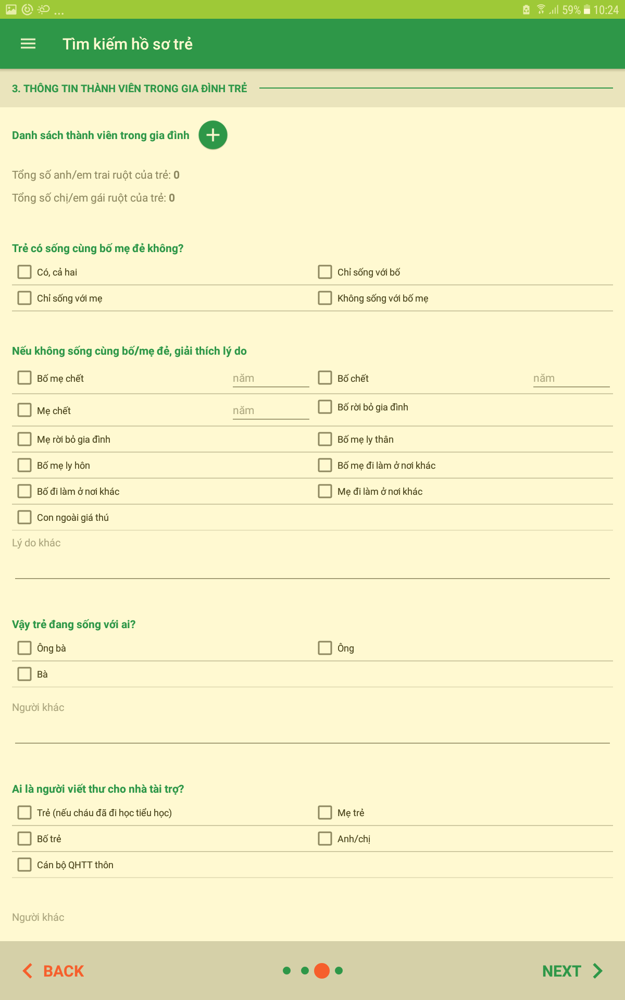 ... 59% 10:24
Tìm kiếm hồ sơ trẻ
3. THÔNG TIN THÀNH VIÊN TRONG GIA ĐÌNH TRẺ
Danh sách thành viên trong gia đình
Tổng số anh/em trai ruột của trẻ: 0
Tổng số chị/em gái ruột của trẻ: 0
Trẻ có sống cùng bố mẹ đẻ không?
Có, cả hai Chỉ sống với bố
Chỉ sống với mẹ Không sống với bố mẹ
Nếu không sống cùng bố/mẹ đẻ, giải thích lý do
Bố mẹ chết năm Bố chết năm
Mẹ chết năm Bố rời bỏ gia đình
Mẹ rời bỏ gia đình Bố mẹ ly thân
Bố mẹ ly hôn Bố mẹ đi làm ở nơi khác
Bố đi làm ở nơi khác Mẹ đi làm ở nơi khác
Con ngoài giá thú
Lý do khác
Vậy trẻ đang sống với ai?
Ông bà Ông
Bà
Người khác
Ai là người viết thư cho nhà tài trợ?
Trẻ (nếu cháu đã đi học tiểu học) Mẹ trẻ
Bố trẻ Anh/chị
Cán bộ QHTT thôn
Người khác
BACK NEXT